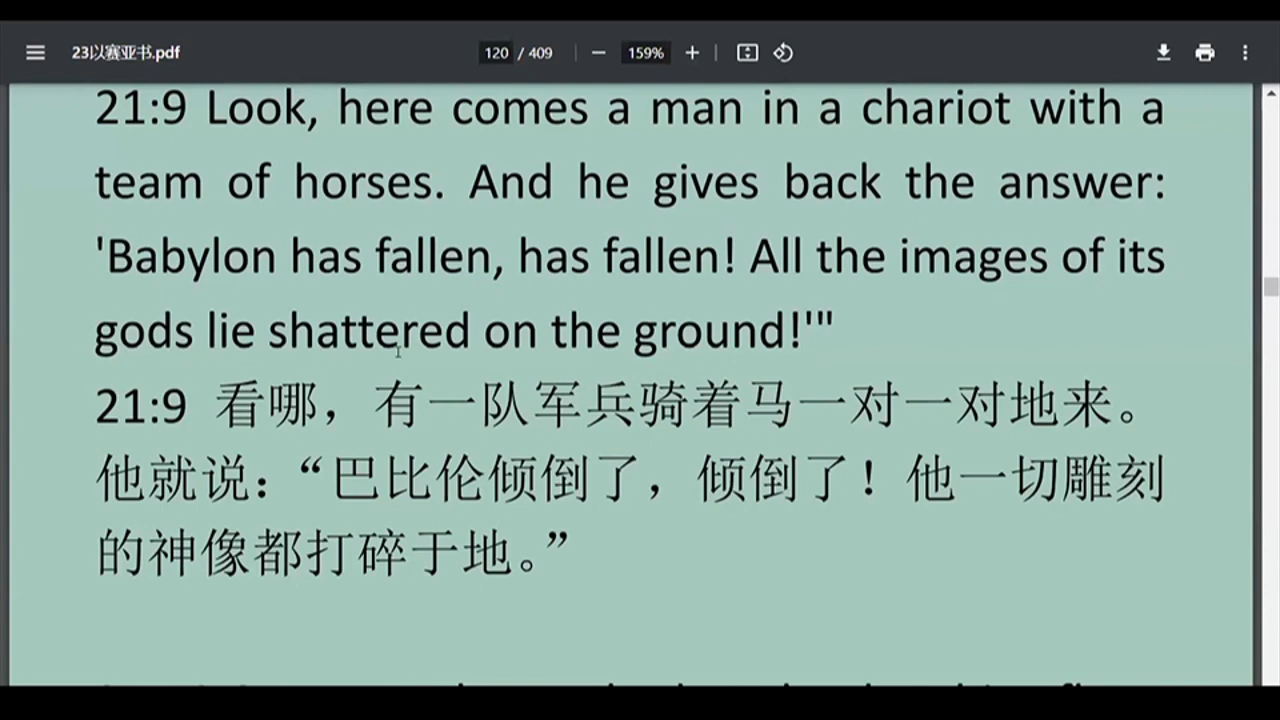 23以赛亚书.pdf
120 / 409
159%
21:9 Look, here comes a man in a chariot with a
team of horses. And he gives back the answer:
'Babylon has fallen, has fallen! All the images of its
gods lie shattered on the ground!'"
21:9 看哪，有一队军兵骑着马一对一对地来。
他就说：“巴比伦倾倒了，倾倒了！他一切雕刻
的神像都打碎于地。”